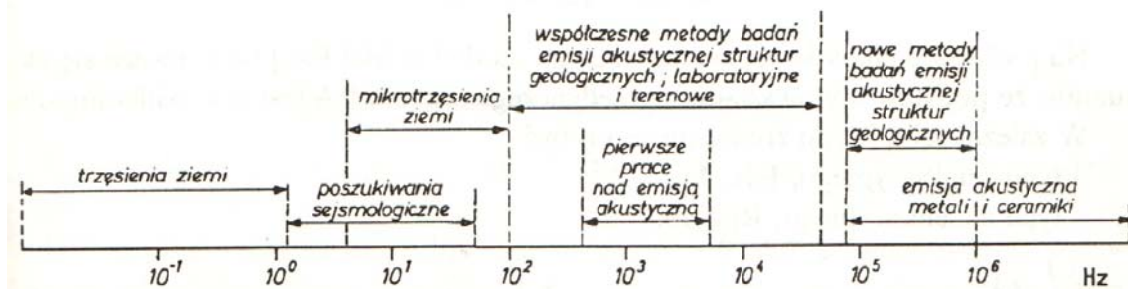 współczesne metody badań
emisji akustycznej struktur
geologicznych; laboratoryjne
i terenowe
nowe metody
badań emisji
akustycznej
struktur
geologicznych
mikrotrzęsienia
ziemi
pierwsze
prace
nad emisją
akustyczną
trzęsienia ziemi
poszukiwania
sejsmologiczne
emisja akustyczna
metali i ceramiki
10⁻¹ 10⁰ 10¹ 10² 10³ 10⁴ 10⁵ 10⁶ Hz